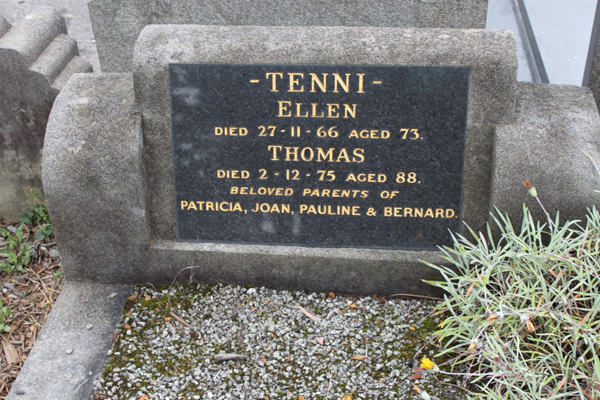 - TENNI -
ELLEN
DIED 27-11-66 AGED 73.
THOMAS
DIED 2-12-75 AGED 88.
BELOVED PARENTS OF
PATRICIA, JOAN, PAULINE & BERNARD.